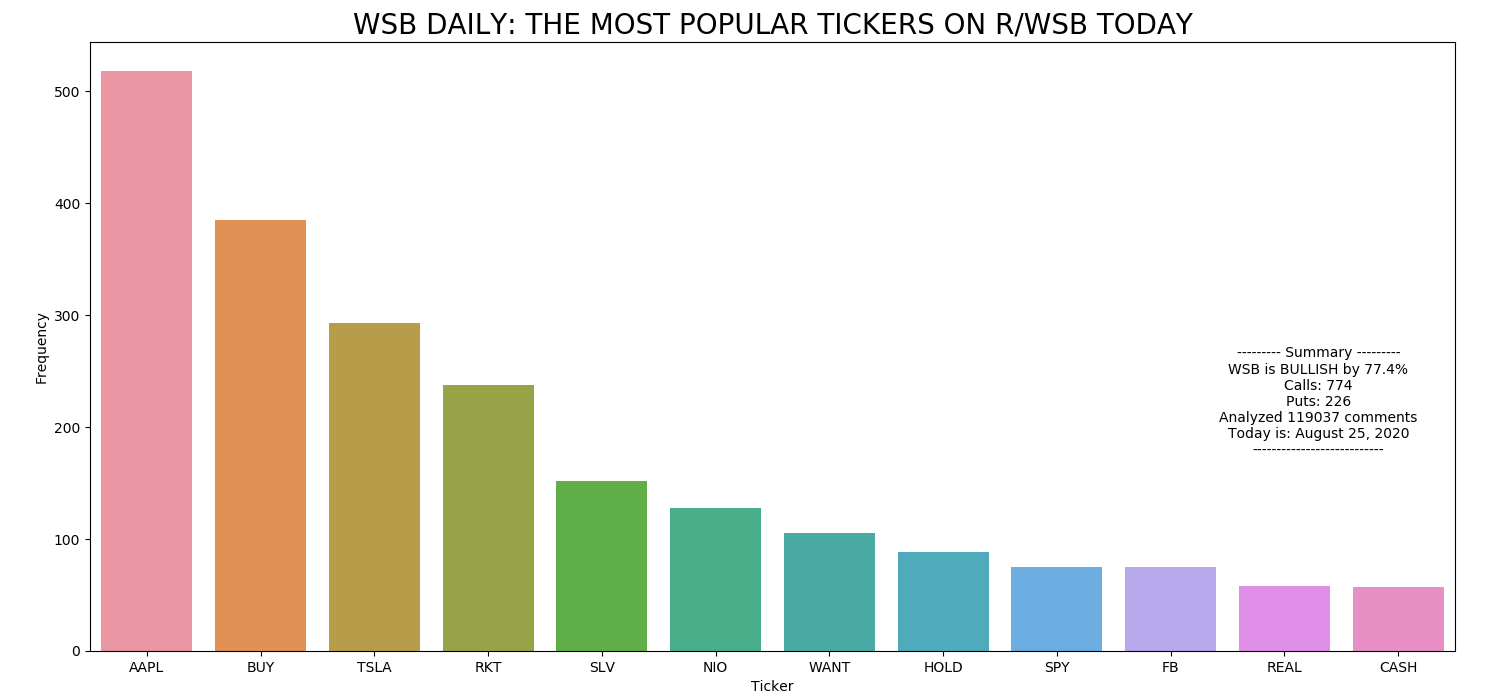 WSB DAILY: THE MOST POPULAR TICKERS ON R/WSB TODAY
500
400
300
200
100
0
Frequency
--------- Summary ---------
WSB is BULLISH by 77.4%
Calls: 774
Puts: 226
Analyzed 119037 comments
Today is: August 25, 2020
---------------------------
AAPL BUY TSLA RKT SLV NIO WANT HOLD SPY FB REAL CASH
Ticker